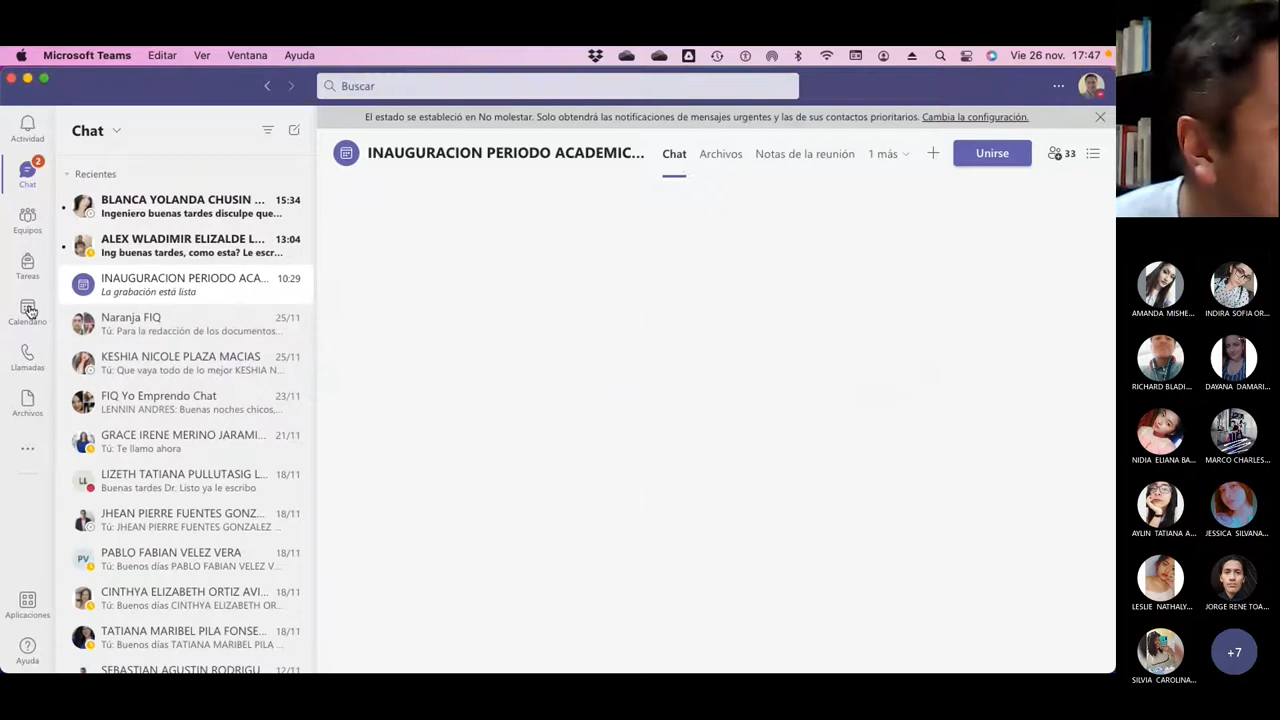 Microsoft Teams Editar Ver Ventana Ayuda Vie 26 nov. 17:47
Buscar
Actividad
Chat
2
Chat
Equipos
Tareas
Calendario
Llamadas
Archivos
Aplicaciones
Ayuda
Recientes
BLANCA YOLANDA CHUSIN ... 15:34
Ingeniero buenas tardes disculpe que...
ALEX WLADIMIR ELIZALDE L... 13:04
Ing buenas tardes, como esta? Le escr...
INAUGURACION PERIODO ACA... 10:29
La grabación está lista
Naranja FIQ 25/11
Tú: Para la redacción de los documentos...
KESHIA NICOLE PLAZA MACIAS 25/11
Tú: Que vaya todo de lo mejor KESHIA N...
FIQ Yo Emprendo Chat 23/11
LENNIN ANDRES: Buenas noches chicos,...
GRACE IRENE MERINO JARAMI... 21/11
Tú: Te llamo ahora
LL LIZETH TATIANA PULLUTASIG L... 18/11
Buenas tardes Dr. Listo ya le escribo
JHEAN PIERRE FUENTES GONZ... 18/11
Tú: JHEAN PIERRE FUENTES GONZALEZ ...
PV PABLO FABIAN VELEZ VERA 18/11
Tú: Buenos días PABLO FABIAN VELEZ V...
CINTHYA ELIZABETH ORTIZ AVI... 18/11
Tú: Buenos días CINTHYA ELIZABETH OR...
TATIANA MARIBEL PILA FONSE... 18/11
Tú: Buenos días TATIANA MARIBEL PILA ...
SEBASTIAN AGUSTIN RODRIGU 12/11
El estado se estableció en No molestar. Solo obtendrá las notificaciones de mensajes urgentes y las de sus contactos prioritarios. Cambia la configuración.
INAUGURACION PERIODO ACADEMIC... Chat Archivos Notas de la reunión 1 más Unirse 33
AMANDA MISHE... INDIRA SOFIA OR...
RICHARD BLADI... DAYANA DAMARI...
NIDIA ELIANA BA... MARCO CHARLES...
AYLIN TATIANA A... JESSICA SILVANA...
LESLIE NATHALY... JORGE RENE TOA...
SILVIA CAROLINA... +7